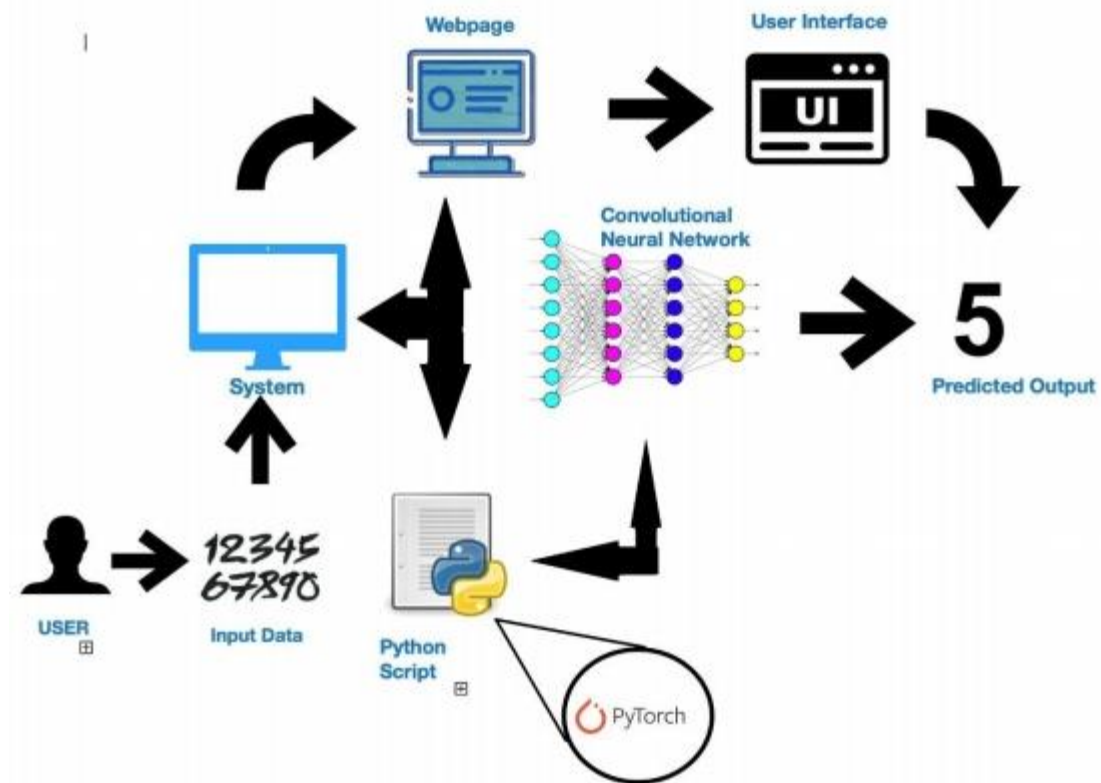 Webpage
User Interface
UI
Convolutional
Neural Network
System
5
Predicted Output
12345
67890
USER
Input Data
Python
Script
PyTorch